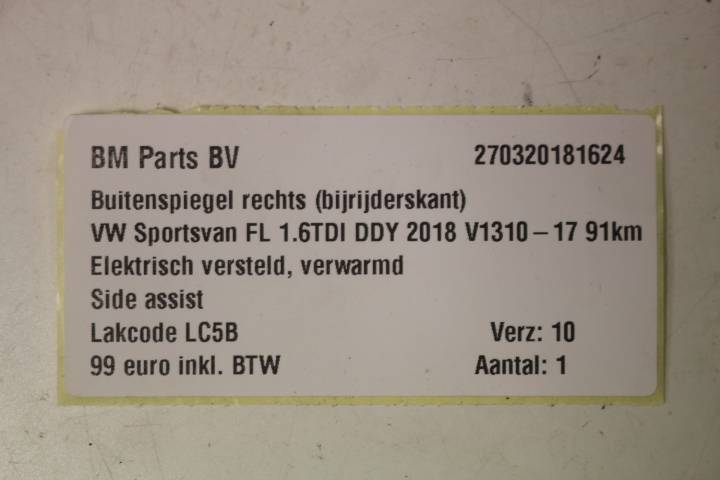 BM Parts BV 270320181624
Buitenspiegel rechts (bijrijderskant)
VW Sportsvan FL 1.6TDI DDY 2018 V1310 – 17 91km
Elektrisch versteld, verwarmd
Side assist
Lakcode LC5B Verz: 10
99 euro inkl. BTW Aantal: 1